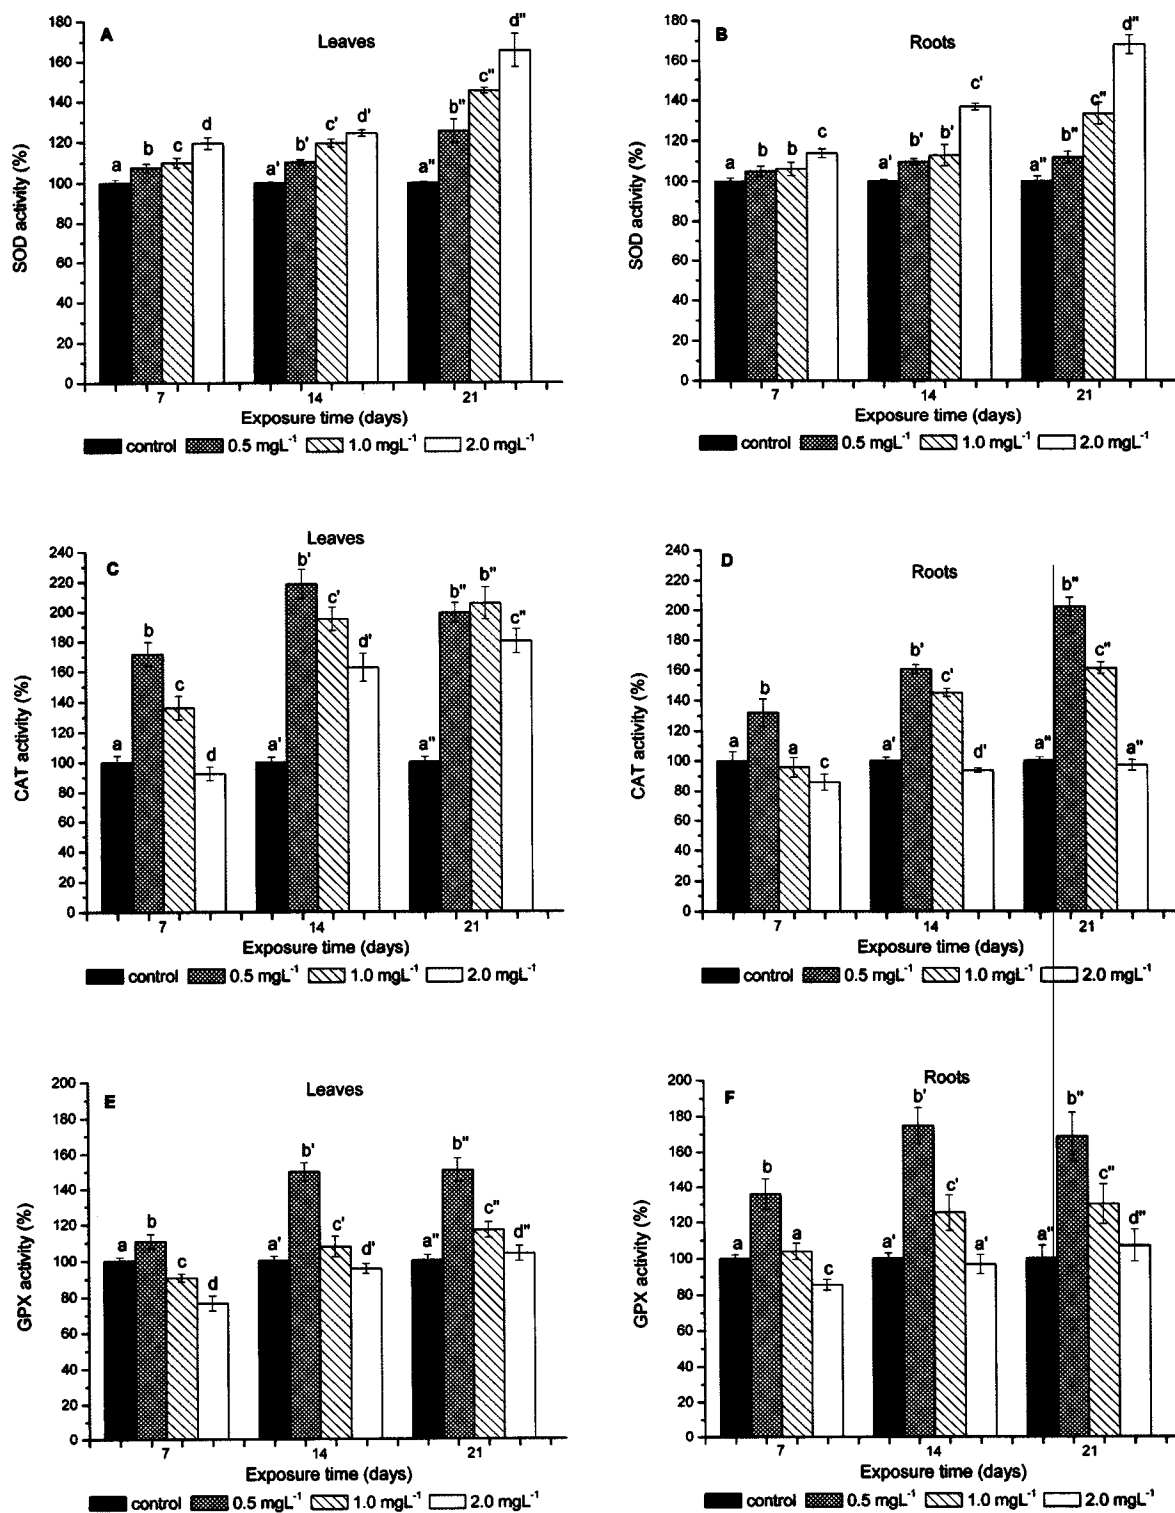 A
Leaves
SOD activity (%)
180
160
140
120
100
80
60
40
20
0
a
b
c
d
a'
b'
c'
d'
a"
b"
c"
d"
7
14
21
Exposure time (days)
control 0.5 mgL⁻¹ 1.0 mgL⁻¹ 2.0 mgL⁻¹
B
Roots
SOD activity (%)
180
160
140
120
100
80
60
40
20
0
a
b
b
c
a'
b'
b'
c'
a"
b"
c"
d"
7
14
21
Exposure time (days)
control 0.5 mgL⁻¹ 1.0 mgL⁻¹ 2.0 mgL⁻¹
C
Leaves
CAT activity (%)
240
220
200
180
160
140
120
100
80
60
40
20
0
a
b
c
d
a'
b'
c'
d'
a"
b"
b"
c"
7
14
21
Exposure time (days)
control 0.5 mgL⁻¹ 1.0 mgL⁻¹ 2.0 mgL⁻¹
D
Roots
CAT activity (%)
240
220
200
180
160
140
120
100
80
60
40
20
0
a
b
a
c
a'
b'
c'
d'
a"
b"
c"
a"
7
14
21
Exposure time (days)
control 0.5 mgL⁻¹ 1.0 mgL⁻¹ 2.0 mgL⁻¹
E
Leaves
GPX activity (%)
200
180
160
140
120
100
80
60
40
20
0
a
b
c
d
a'
b'
c'
d'
a"
b"
c"
d"
7
14
21
Exposure time (days)
control 0.5 mgL⁻¹ 1.0 mgL⁻¹ 2.0 mgL⁻¹
F
Roots
GPX activity (%)
200
180
160
140
120
100
80
60
40
20
0
a
b
a
c
a'
b'
c'
a'
a"
b"
c"
d"
7
14
21
Exposure time (days)
control 0.5 mgL⁻¹ 1.0 mgL⁻¹ 2.0 mgL⁻¹